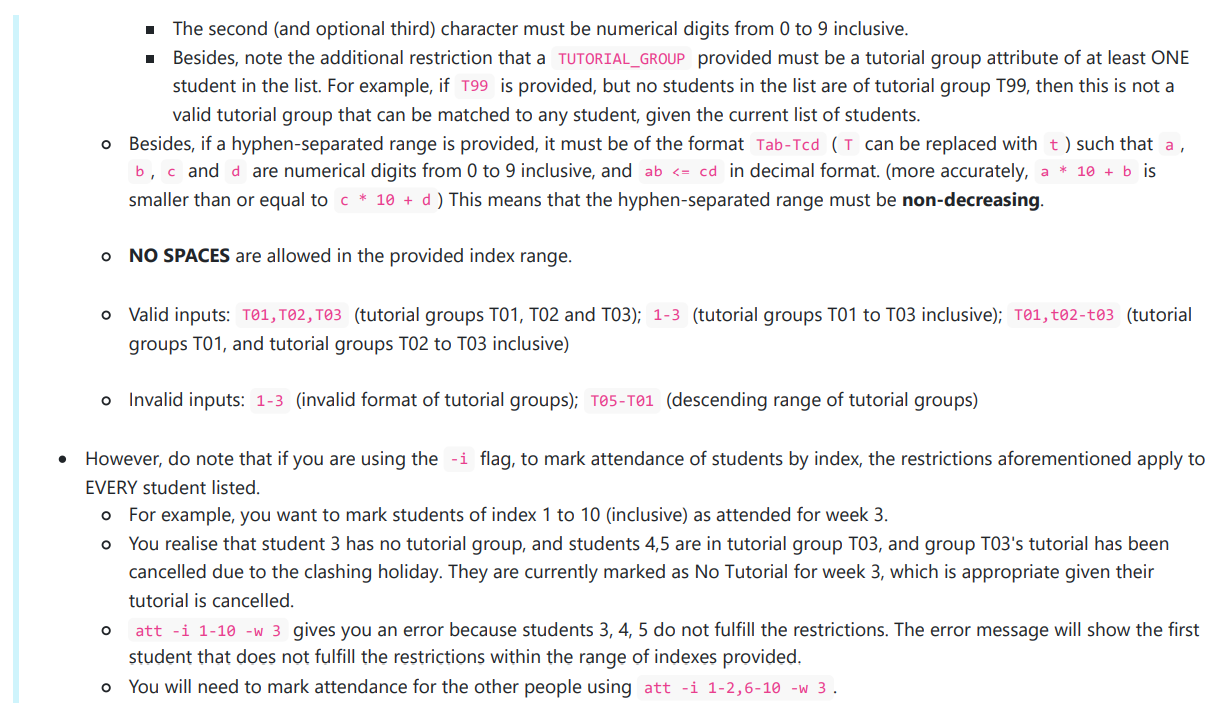 The second (and optional third) character must be numerical digits from 0 to 9 inclusive.
Besides, note the additional restriction that a TUTORIAL_GROUP provided must be a tutorial group attribute of at least ONE
student in the list. For example, if T99 is provided, but no students in the list are of tutorial group T99, then this is not a
valid tutorial group that can be matched to any student, given the current list of students.
Besides, if a hyphen-separated range is provided, it must be of the format Tab-Tcd ( T can be replaced with t ) such that a ,
b , c and d are numerical digits from 0 to 9 inclusive, and ab <= cd in decimal format. (more accurately, a * 10 + b is
smaller than or equal to c * 10 + d ) This means that the hyphen-separated range must be non-decreasing.
NO SPACES are allowed in the provided index range.
Valid inputs: T01,T02,T03 (tutorial groups T01, T02 and T03); 1-3 (tutorial groups T01 to T03 inclusive); T01,t02-t03 (tutorial
groups T01, and tutorial groups T02 to T03 inclusive)
Invalid inputs: 1-3 (invalid format of tutorial groups); T05-T01 (descending range of tutorial groups)
However, do note that if you are using the -i flag, to mark attendance of students by index, the restrictions aforementioned apply to
EVERY student listed.
For example, you want to mark students of index 1 to 10 (inclusive) as attended for week 3.
You realise that student 3 has no tutorial group, and students 4,5 are in tutorial group T03, and group T03's tutorial has been
cancelled due to the clashing holiday. They are currently marked as No Tutorial for week 3, which is appropriate given their
tutorial is cancelled.
att -i 1-10 -w 3 gives you an error because students 3, 4, 5 do not fulfill the restrictions. The error message will show the first
student that does not fulfill the restrictions within the range of indexes provided.
You will need to mark attendance for the other people using att -i 1-2,6-10 -w 3 .